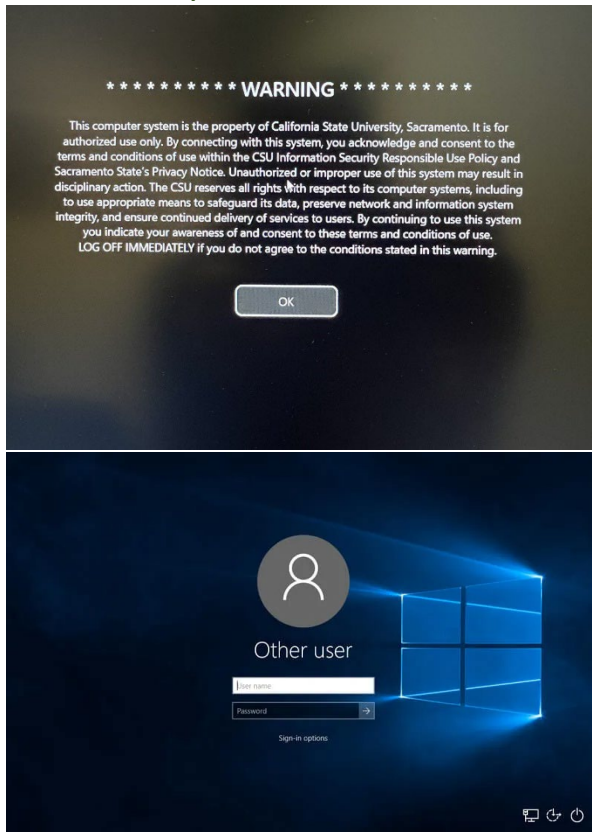 * * * * * * * * * * WARNING * * * * * * * * * *
This computer system is the property of California State University, Sacramento. It is for
authorized use only. By connecting with this system, you acknowledge and consent to the
terms and conditions of use within the CSU Information Security Responsible Use Policy and
Sacramento State's Privacy Notice. Unauthorized or improper use of this system may result in
disciplinary action. The CSU reserves all rights with respect to its computer systems, including
to use appropriate means to safeguard its data, preserve network and information system
integrity, and ensure continued delivery of services to users. By continuing to use this system
you indicate your awareness of and consent to these terms and conditions of use.
LOG OFF IMMEDIATELY if you do not agree to the conditions stated in this warning.
OK
Other user
User name
Password
Sign-in options